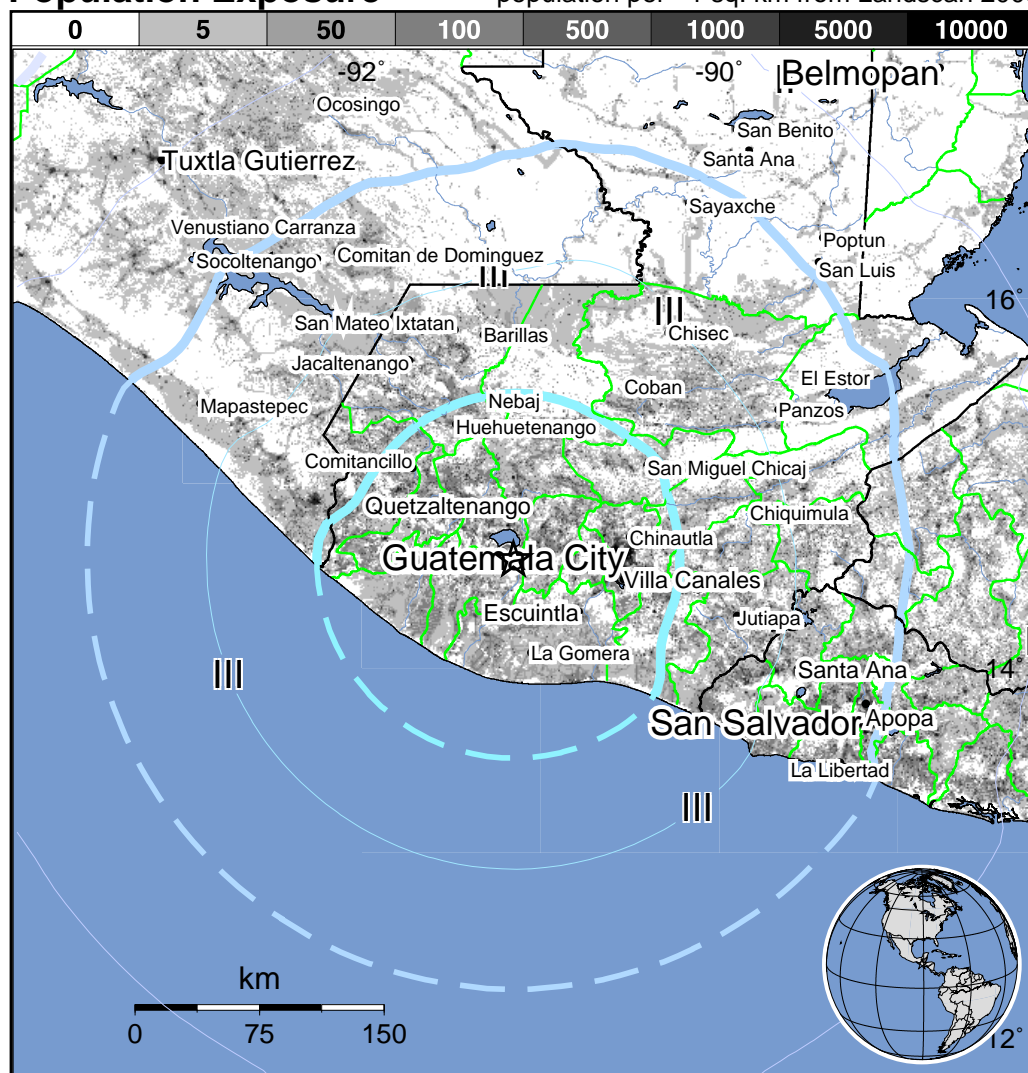 Population Exposure
population per ~1 sq. km from Landscan
0 5 50 100 500 1000 5000 10000
-92° -90°
Belmopan
Ocosingo
San Benito
Tuxtla Gutierrez
Santa Ana
Sayaxche
Venustiano Carranza
Poptun
Socoltenango
Comitan de Dominguez
San Luis
III
16°
III
San Mateo Ixtatan
Barillas
Chisec
Jacaltenango
El Estor
Coban
Mapastepec
Nebaj
Panzos
Huehuetenango
Comitancillo
San Miguel Chicaj
Quetzaltenango
Chiquimula
Chinautla
Guatemala City
Villa Canales
Escuintla
Jutiapa
La Gomera
Santa Ana
14°
III
San Salvador
Apopa
La Libertad
III
km
0 75 150
12°